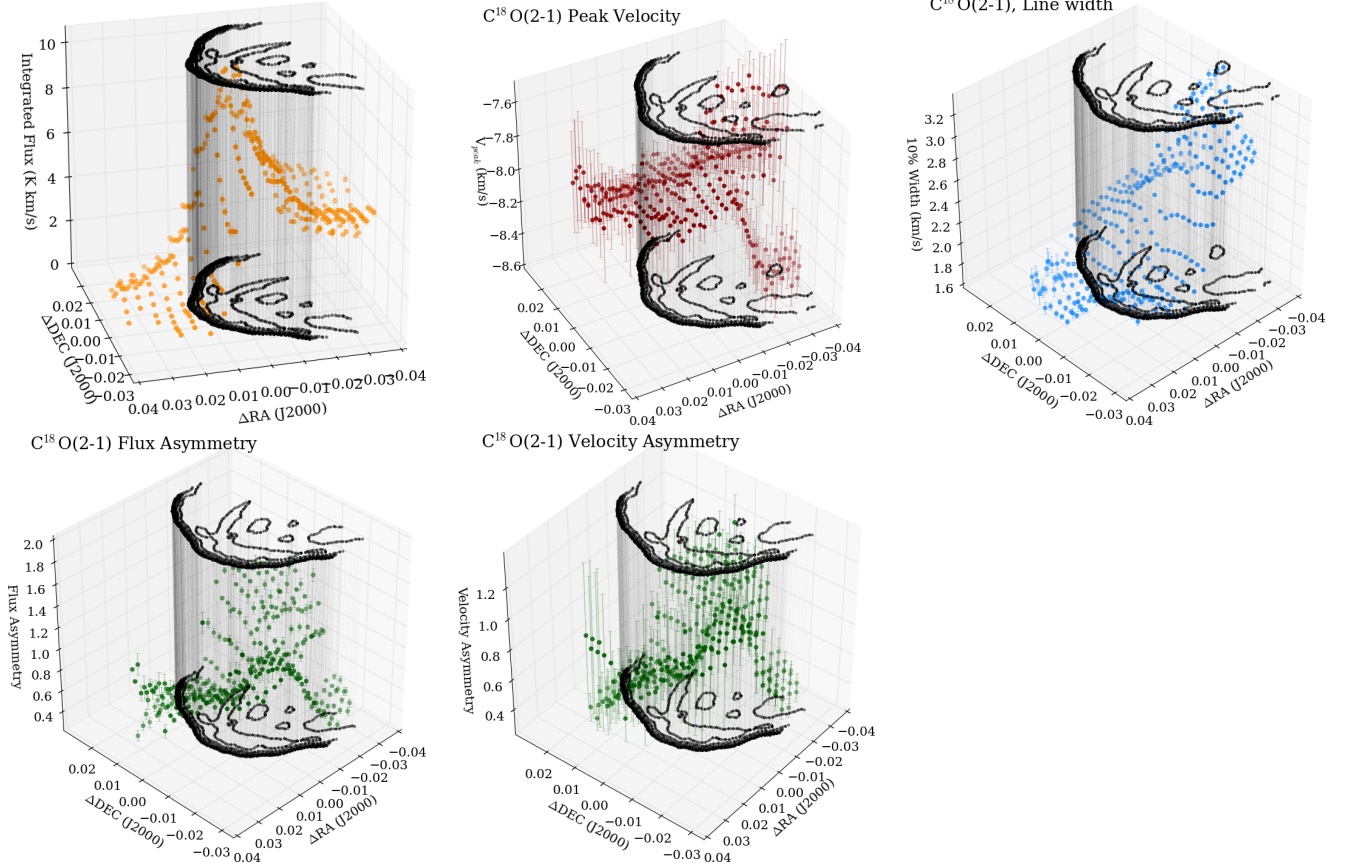 C18O(2-1) Peak Velocity
C18O(2-1), Line width
10
8
6
4
2
0
Integrated Flux (K km/s)
0.02
0.01
0.00
−0.01
−0.02
−0.03
ΔDEC (J2000)
0.04 0.03 0.02 0.01 0.00 −0.01 −0.02 −0.03 −0.04
ΔRA (J2000)
−7.6
−7.8
−8.0
−8.2
−8.4
−8.6
Vpeak (km/s)
0.02
0.01
0.00
−0.01
−0.02
−0.03
ΔDEC (J2000)
0.04 0.03 0.02 0.01 0.00 −0.01 −0.02 −0.03 −0.04
ΔRA (J2000)
3.2
3.0
2.8
2.6
2.4
2.2
2.0
1.8
1.6
10% Width (km/s)
0.02
0.01
0.00
−0.01
−0.02
−0.03
ΔDEC (J2000)
0.04 0.03 0.02 0.01 0.00 −0.01 −0.02 −0.03 −0.04
ΔRA (J2000)
C18O(2-1) Flux Asymmetry
C18O(2-1) Velocity Asymmetry
2.0
1.8
1.6
1.4
1.2
1.0
0.8
0.6
0.4
Flux Asymmetry
0.02
0.01
0.00
−0.01
−0.02
−0.03
ΔDEC (J2000)
0.04 0.03 0.02 0.01 0.00 −0.01 −0.02 −0.03 −0.04
ΔRA (J2000)
1.2
1.0
0.8
0.6
0.4
Velocity Asymmetry
0.02
0.01
0.00
−0.01
−0.02
−0.03
ΔDEC (J2000)
0.04 0.03 0.02 0.01 0.00 −0.01 −0.02 −0.03 −0.04
ΔRA (J2000)